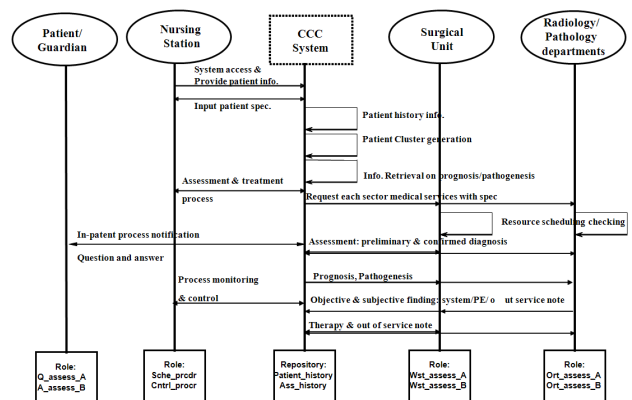 Patient/
Guardian
Nursing
Station
CCC
System
Surgical
Unit
Radiology/
Pathology
departments
System access &
Provide patient info.
Input patient spec.
Patient history info.
Patient Cluster generation
Info. Retrieval on prognosis/pathogenesis
Assessment & treatment
process
Request each sector medical services with spec
Resource scheduling checking
In-patent process notification
Assessment: preliminary & confirmed diagnosis
Question and answer
Process monitoring
& control
Prognosis, Pathogenesis
Objective & subjective finding: system/PE/ o ut service note
Therapy & out of service note
Role:
Q_assess_A
A_assess_B
Role:
Sche_prcdr
Cntrl_procr
Repository:
Patient_history
Ass_history
Role:
Wst_assess_A
Wst_assess_B
Role:
Ort_assess_A
Ort_assess_B